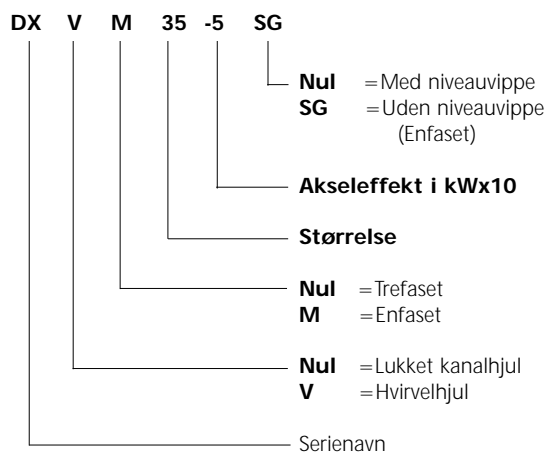 DX V M 35 -5 SG
Nul =Med niveauvippe
SG =Uden niveauvippe
(Enfaset)
Akseleffekt i kWx10
Størrelse
Nul =Trefaset
M =Enfaset
Nul =Lukket kanalhjul
V =Hvirvelhjul
Serienavn